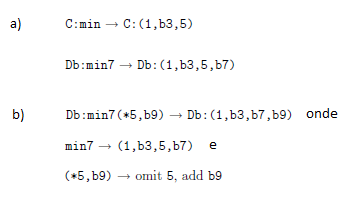 a) C:min → C:(1,b3,5)
Db:min7 → Db:(1,b3,5,b7)
b) Db:min7(*5,b9) → Db:(1,b3,b7,b9) onde
min7 → (1,b3,5,b7) e
(*5,b9) → omit 5, add b9